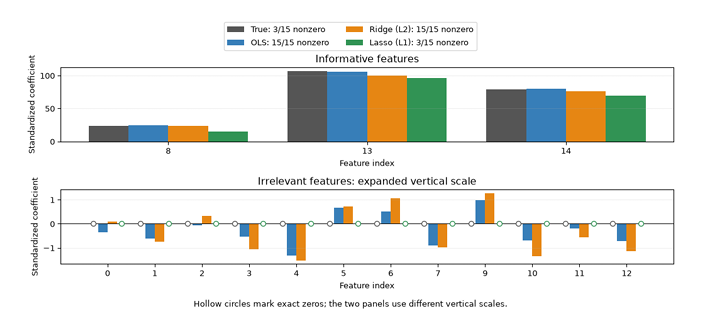 True: 3/15 nonzero
Ridge (L2): 15/15 nonzero
OLS: 15/15 nonzero
Lasso (L1): 3/15 nonzero
Informative features
Standardized coefficient
100
50
0
8 13 14
Feature index
Irrelevant features: expanded vertical scale
Standardized coefficient
1
0
−1
0 1 2 3 4 5 6 7 9 10 11 12
Feature index
Hollow circles mark exact zeros; the two panels use different vertical scales.